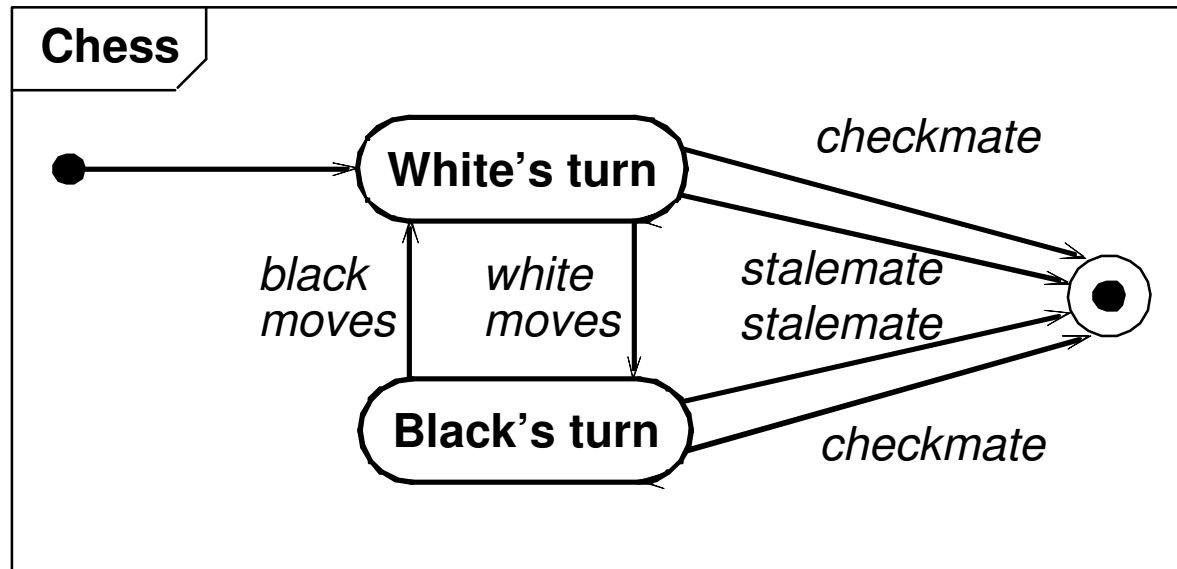 Chess
White's turn
checkmate
black
moves
white
moves
stalemate
stalemate
Black's turn
checkmate